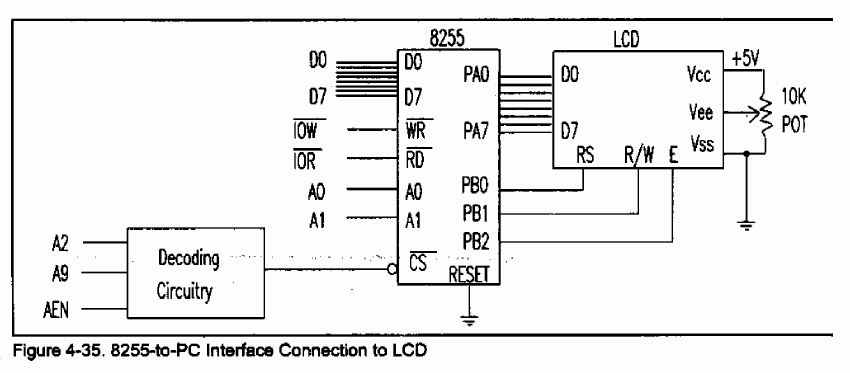 8255
LCD
D0
D7
IOW
IOR
A0
A1
D0
D7
WR
RD
A0
A1
CS
PA0
PA7
PB0
PB1
PB2
RESET
D0
D7
RS
R/W
E
Vcc
Vee
Vss
+5V
10K
POT
A2
A9
AEN
Decoding
Circuitry
Figure 4-35. 8255-to-PC Interface Connection to LCD